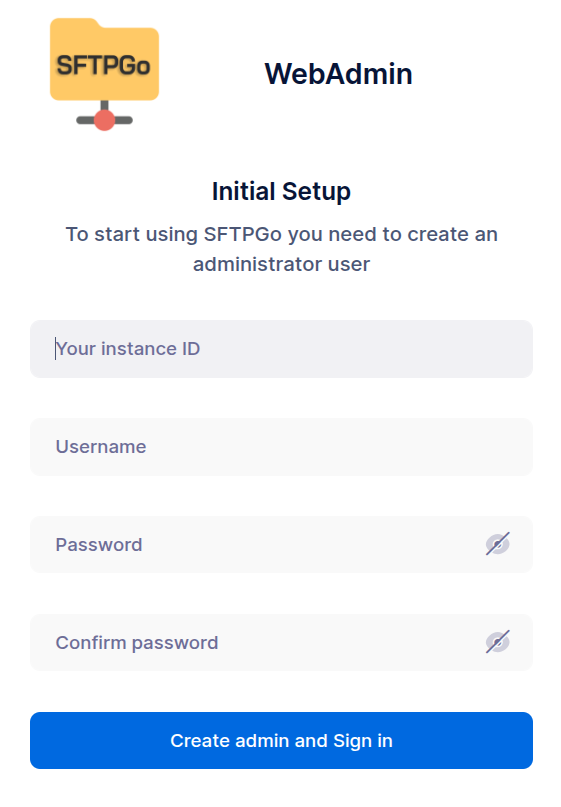 SFTPGo
WebAdmin
Initial Setup
To start using SFTPGo you need to create an
administrator user
Your instance ID
Username
Password
Confirm password
Create admin and Sign in